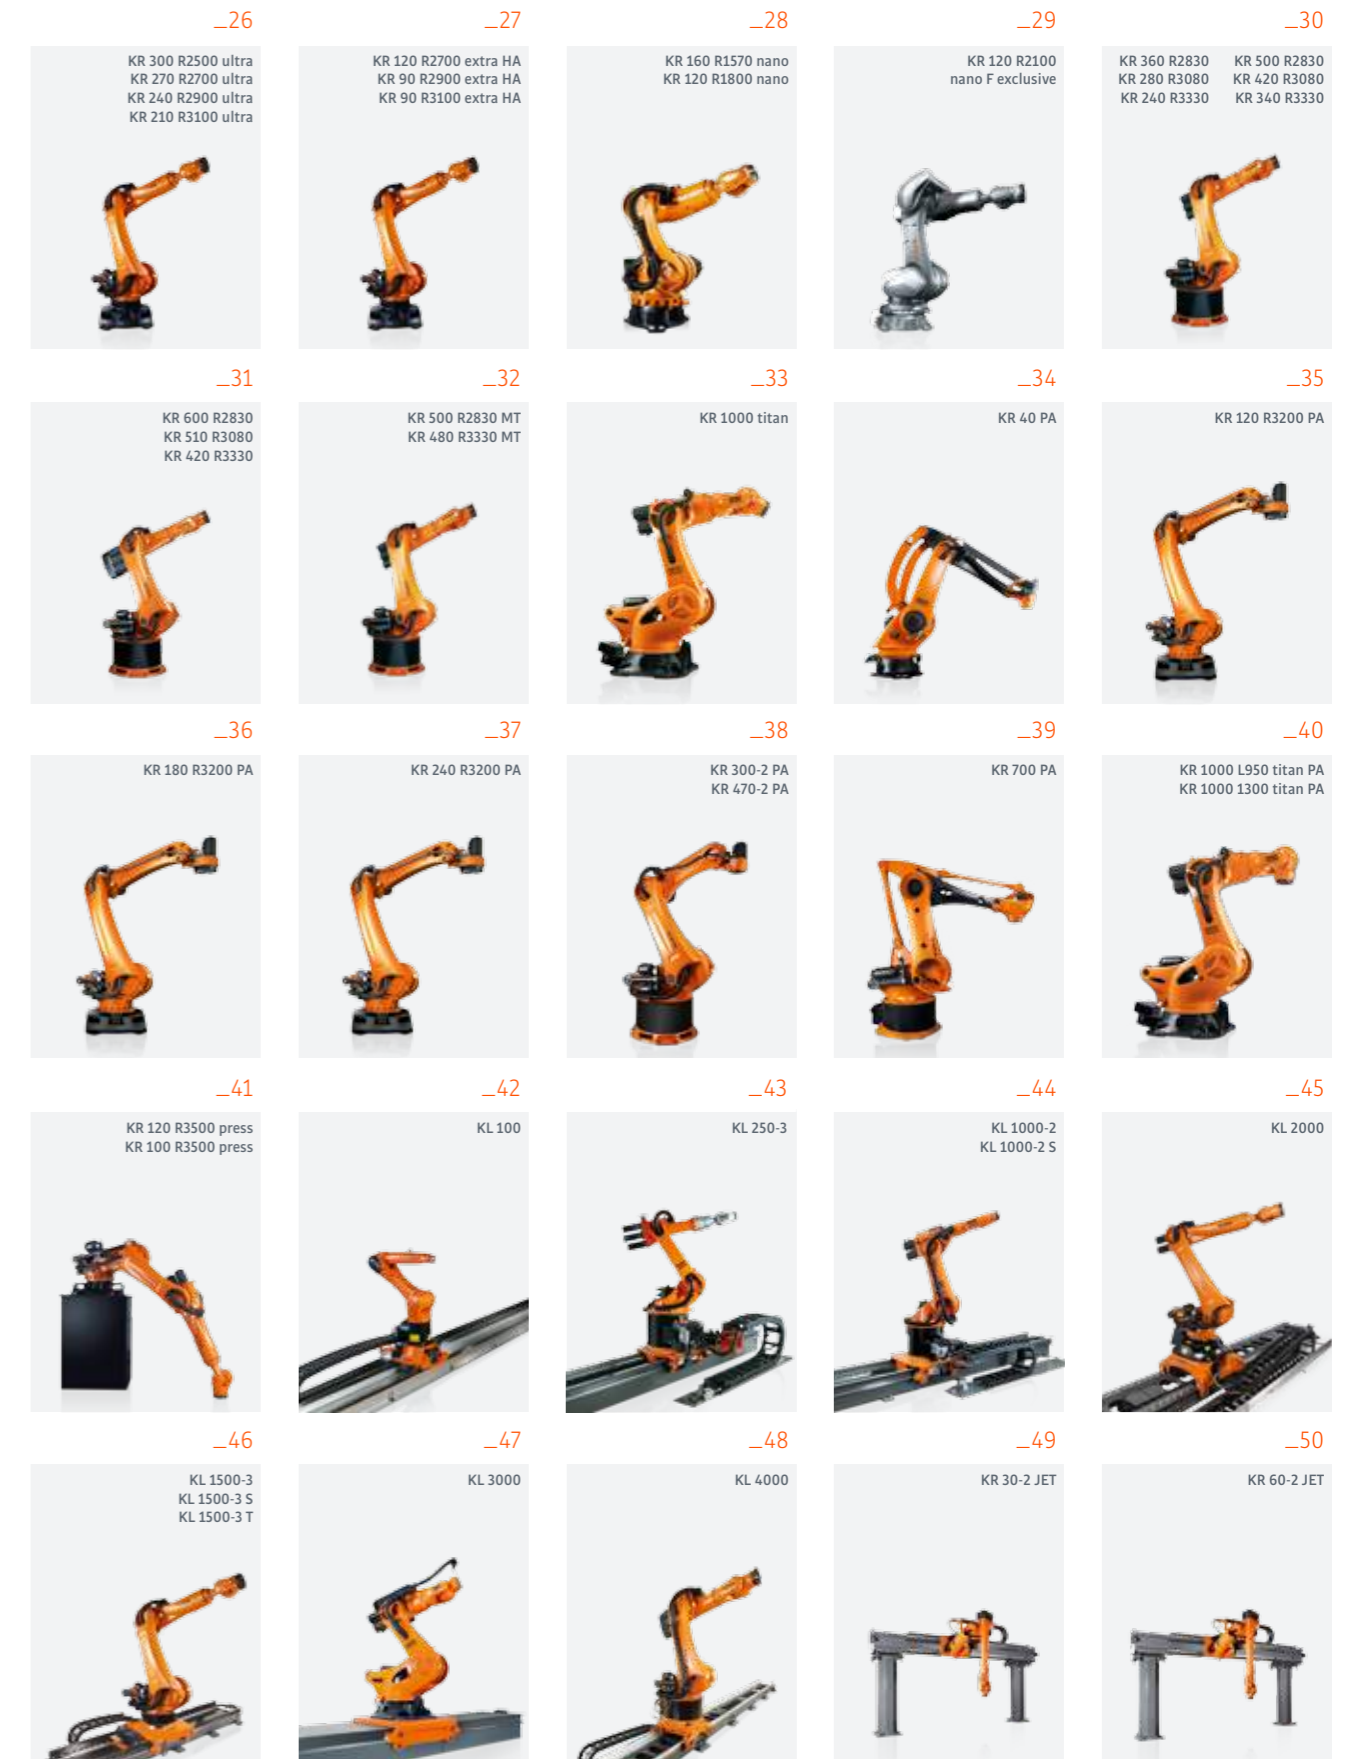 _26
KR 300 R2500 ultra
KR 270 R2700 ultra
KR 240 R2900 ultra
KR 210 R3100 ultra
_27
KR 120 R2700 extra HA
KR 90 R2900 extra HA
KR 90 R3100 extra HA
_28
KR 160 R1570 nano
KR 120 R1800 nano
_29
KR 120 R2100
nano F exclusive
_30
KR 360 R2830 KR 500 R2830
KR 280 R3080 KR 420 R3080
KR 240 R3330 KR 340 R3330
_31
KR 600 R2830
KR 510 R3080
KR 420 R3330
_32
KR 500 R2830 MT
KR 480 R3330 MT
_33
KR 1000 titan
_34
KR 40 PA
_35
KR 120 R3200 PA
_36
KR 180 R3200 PA
_37
KR 240 R3200 PA
_38
KR 300-2 PA
KR 470-2 PA
_39
KR 700 PA
_40
KR 1000 L950 titan PA
KR 1000 1300 titan PA
_41
KR 120 R3500 press
KR 100 R3500 press
_42
KL 100
_43
KL 250-3
_44
KL 1000-2
KL 1000-2 S
_45
KL 2000
_46
KL 1500-3
KL 1500-3 S
KL 1500-3 T
_47
KL 3000
_48
KL 4000
_49
KR 30-2 JET
_50
KR 60-2 JET